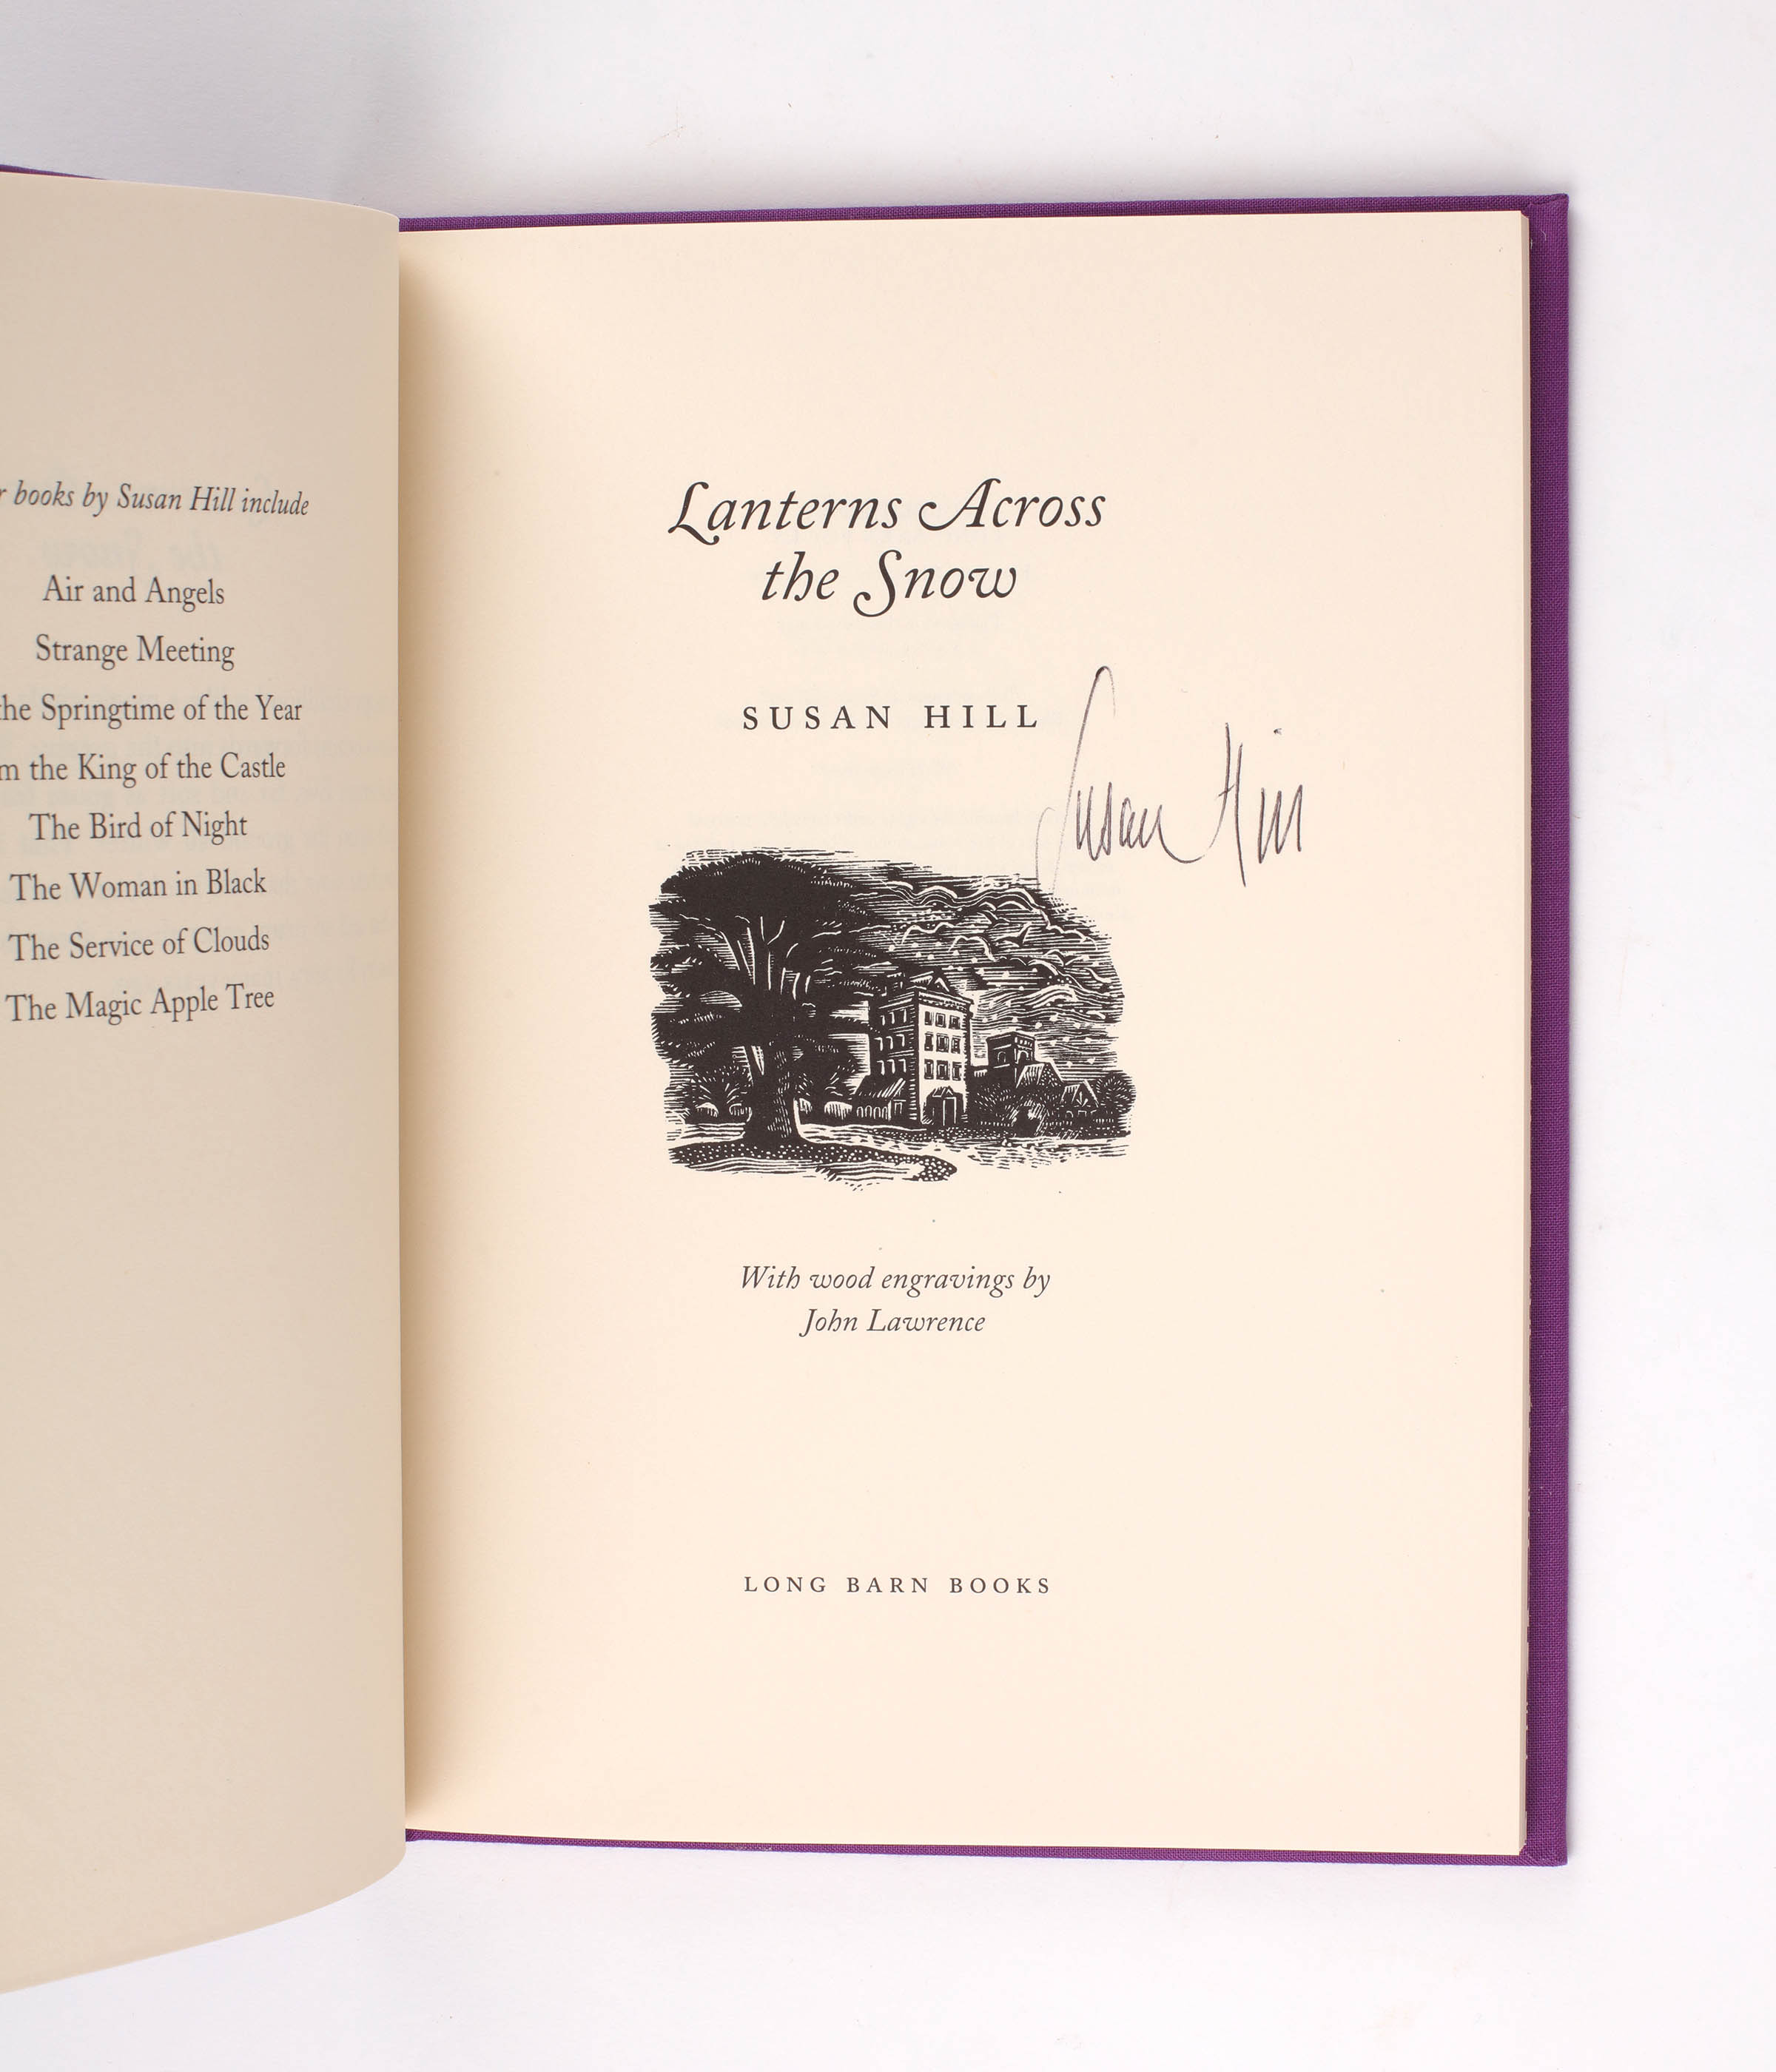 books by Susan Hill include
Air and Angels
Strange Meeting
the Springtime of the Year
the King of the Castle
The Bird of Night
The Woman in Black
The Service of Clouds
The Magic Apple Tree
Lanterns Across
the Snow
SUSAN HILL
Susan Hill
With wood engravings by
John Lawrence
LONG BARN BOOKS